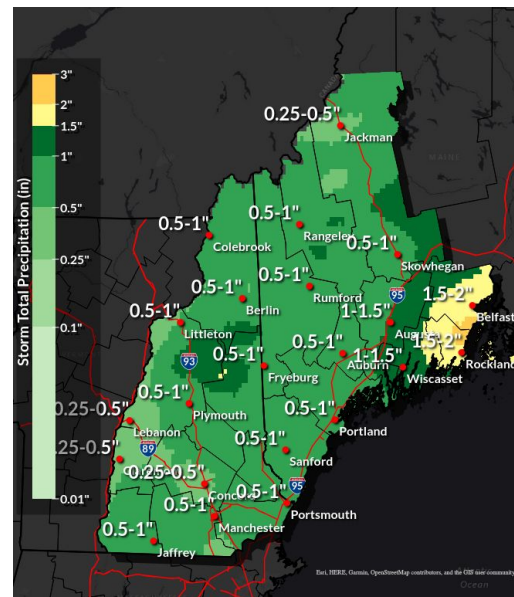 3"
2"
1.5"
1"
0.5"
0.25"
0.1"
0.01"
Storm Total Precipitation (in)
0.25-0.5"
Jackman
MAINE
0.5-1"
Colebrook
0.5-1"
Rangeley
0.5-1"
Skowhegan
0.5-1"
Berlin
0.5-1"
Rumford
95
1.5-2"
Belfast
0.5-1"
Littleton
1-1.5"
Augusta
93
0.5-1"
Fryeburg
0.5-1"
Auburn
1-1.5"
Wiscasset
1.5-2"
Rockland
0.5-1"
Plymouth
0.25-0.5"
Lebanon
0.5-1"
Portland
89
0.25-0.5"
0.5-1"
Sanford
0.25-0.5"
Concord
95
0.5-1"
Portsmouth
0.5-1"
Manchester
0.5-1"
Jaffrey
Esri, HERE, Garmin, OpenStreetMap contributors, and the GIS user community
Ocean